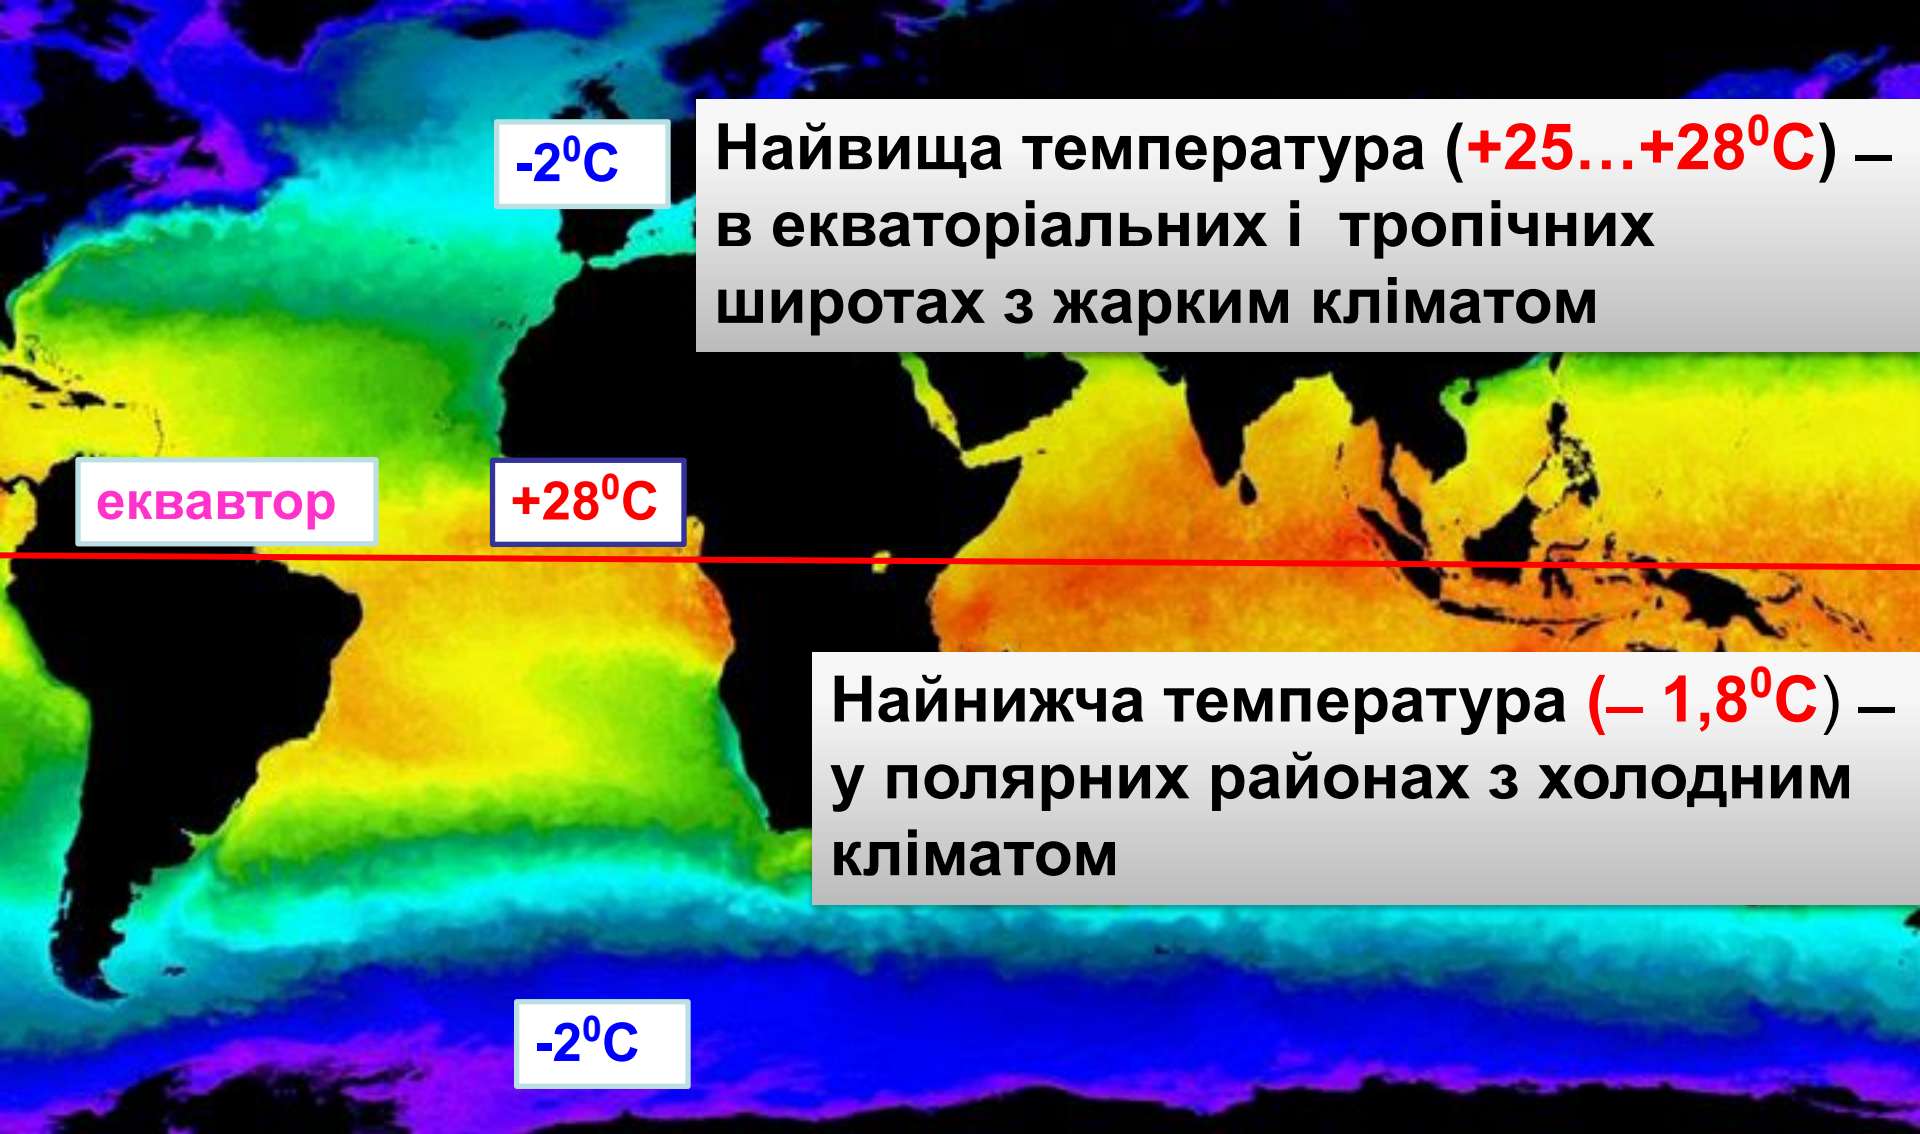 -2⁰С
Найвища температура (+25…+28⁰С) –
в екваторіальних і тропічних
широтах з жарким кліматом
еквавтор
+28⁰С
Найнижча температура (– 1,8⁰С) –
у полярних районах з холодним
кліматом
-2⁰С